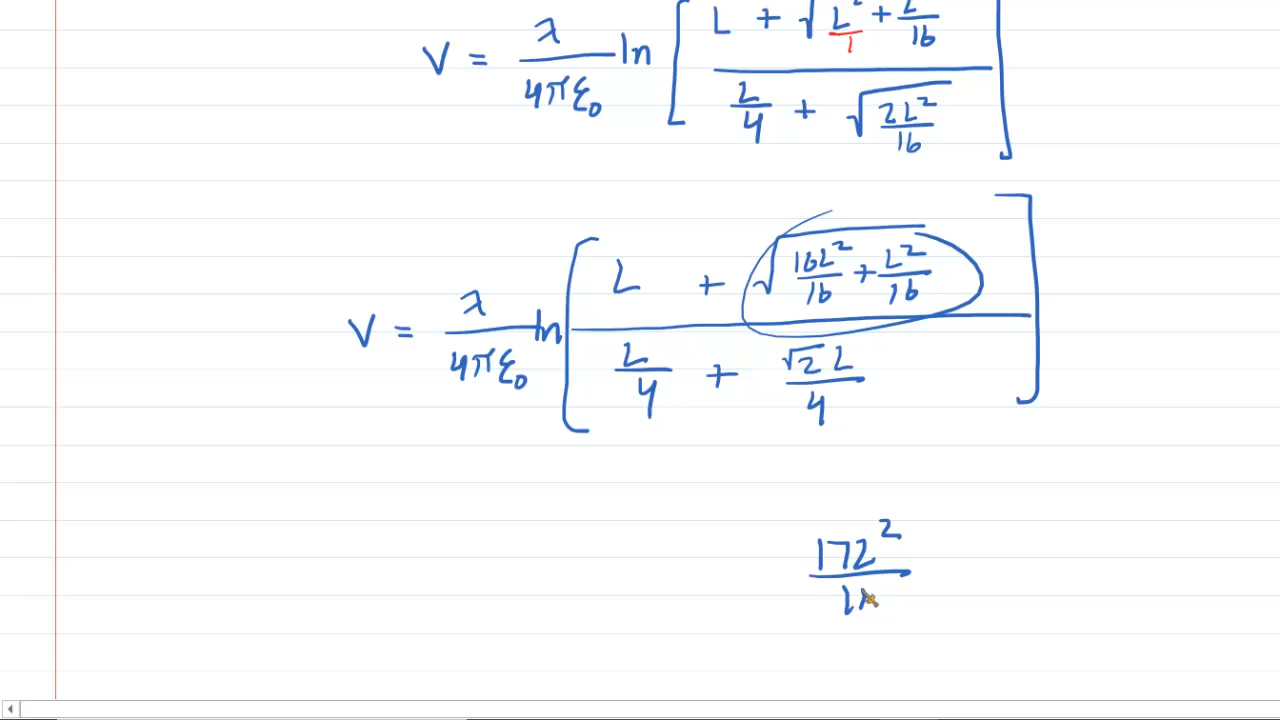 V = λ/4πε₀ ln [ (L + √(L²/1 + L²/16)) / (L/4 + √(2L²/16)) ]
V = λ/4πε₀ ln [ (L + √(16L²/16 + L²/16)) / (L/4 + √2 L/4) ]
17L²
1